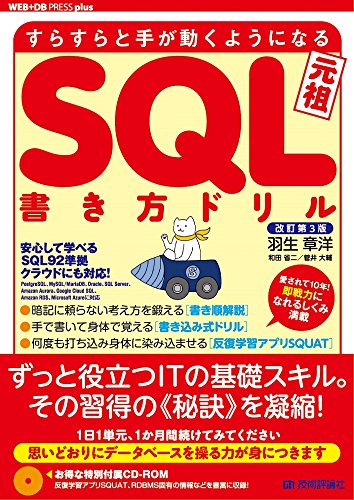 WEB+DB PRESS plus
すらすらと手が動くようになる
SQL
元祖
書き方ドリル
改訂第3版
羽生 章洋
和田 省二／菅井 大輔
安心して学べる
SQL92準拠
クラウドにも対応!
PostgreSQL、MySQL/MariaDB、Oracle、SQL Server、
Amazon Aurora、Google Cloud SQL、
Amazon RDS、Microsoft Azureに対応
愛されて10年!
即戦力に
なれるしくみ
満載
●暗記に頼らない考え方を鍛える［書き順解説］
●手で書いて身体で覚える［書き込み式ドリル］
●何度も打ち込み身体に染み込ませる［反復学習アプリSQUAT］
ずっと役立つITの基礎スキル。
その習得の《秘訣》を凝縮!
1日1単元、1か月間続けてみてください
思いどおりにデータベースを操る力が身につきます
お得な特別付属CD-ROM
反復学習アプリSQUAT、RDBMS固有の情報などを豊富に収録!
技術評論社